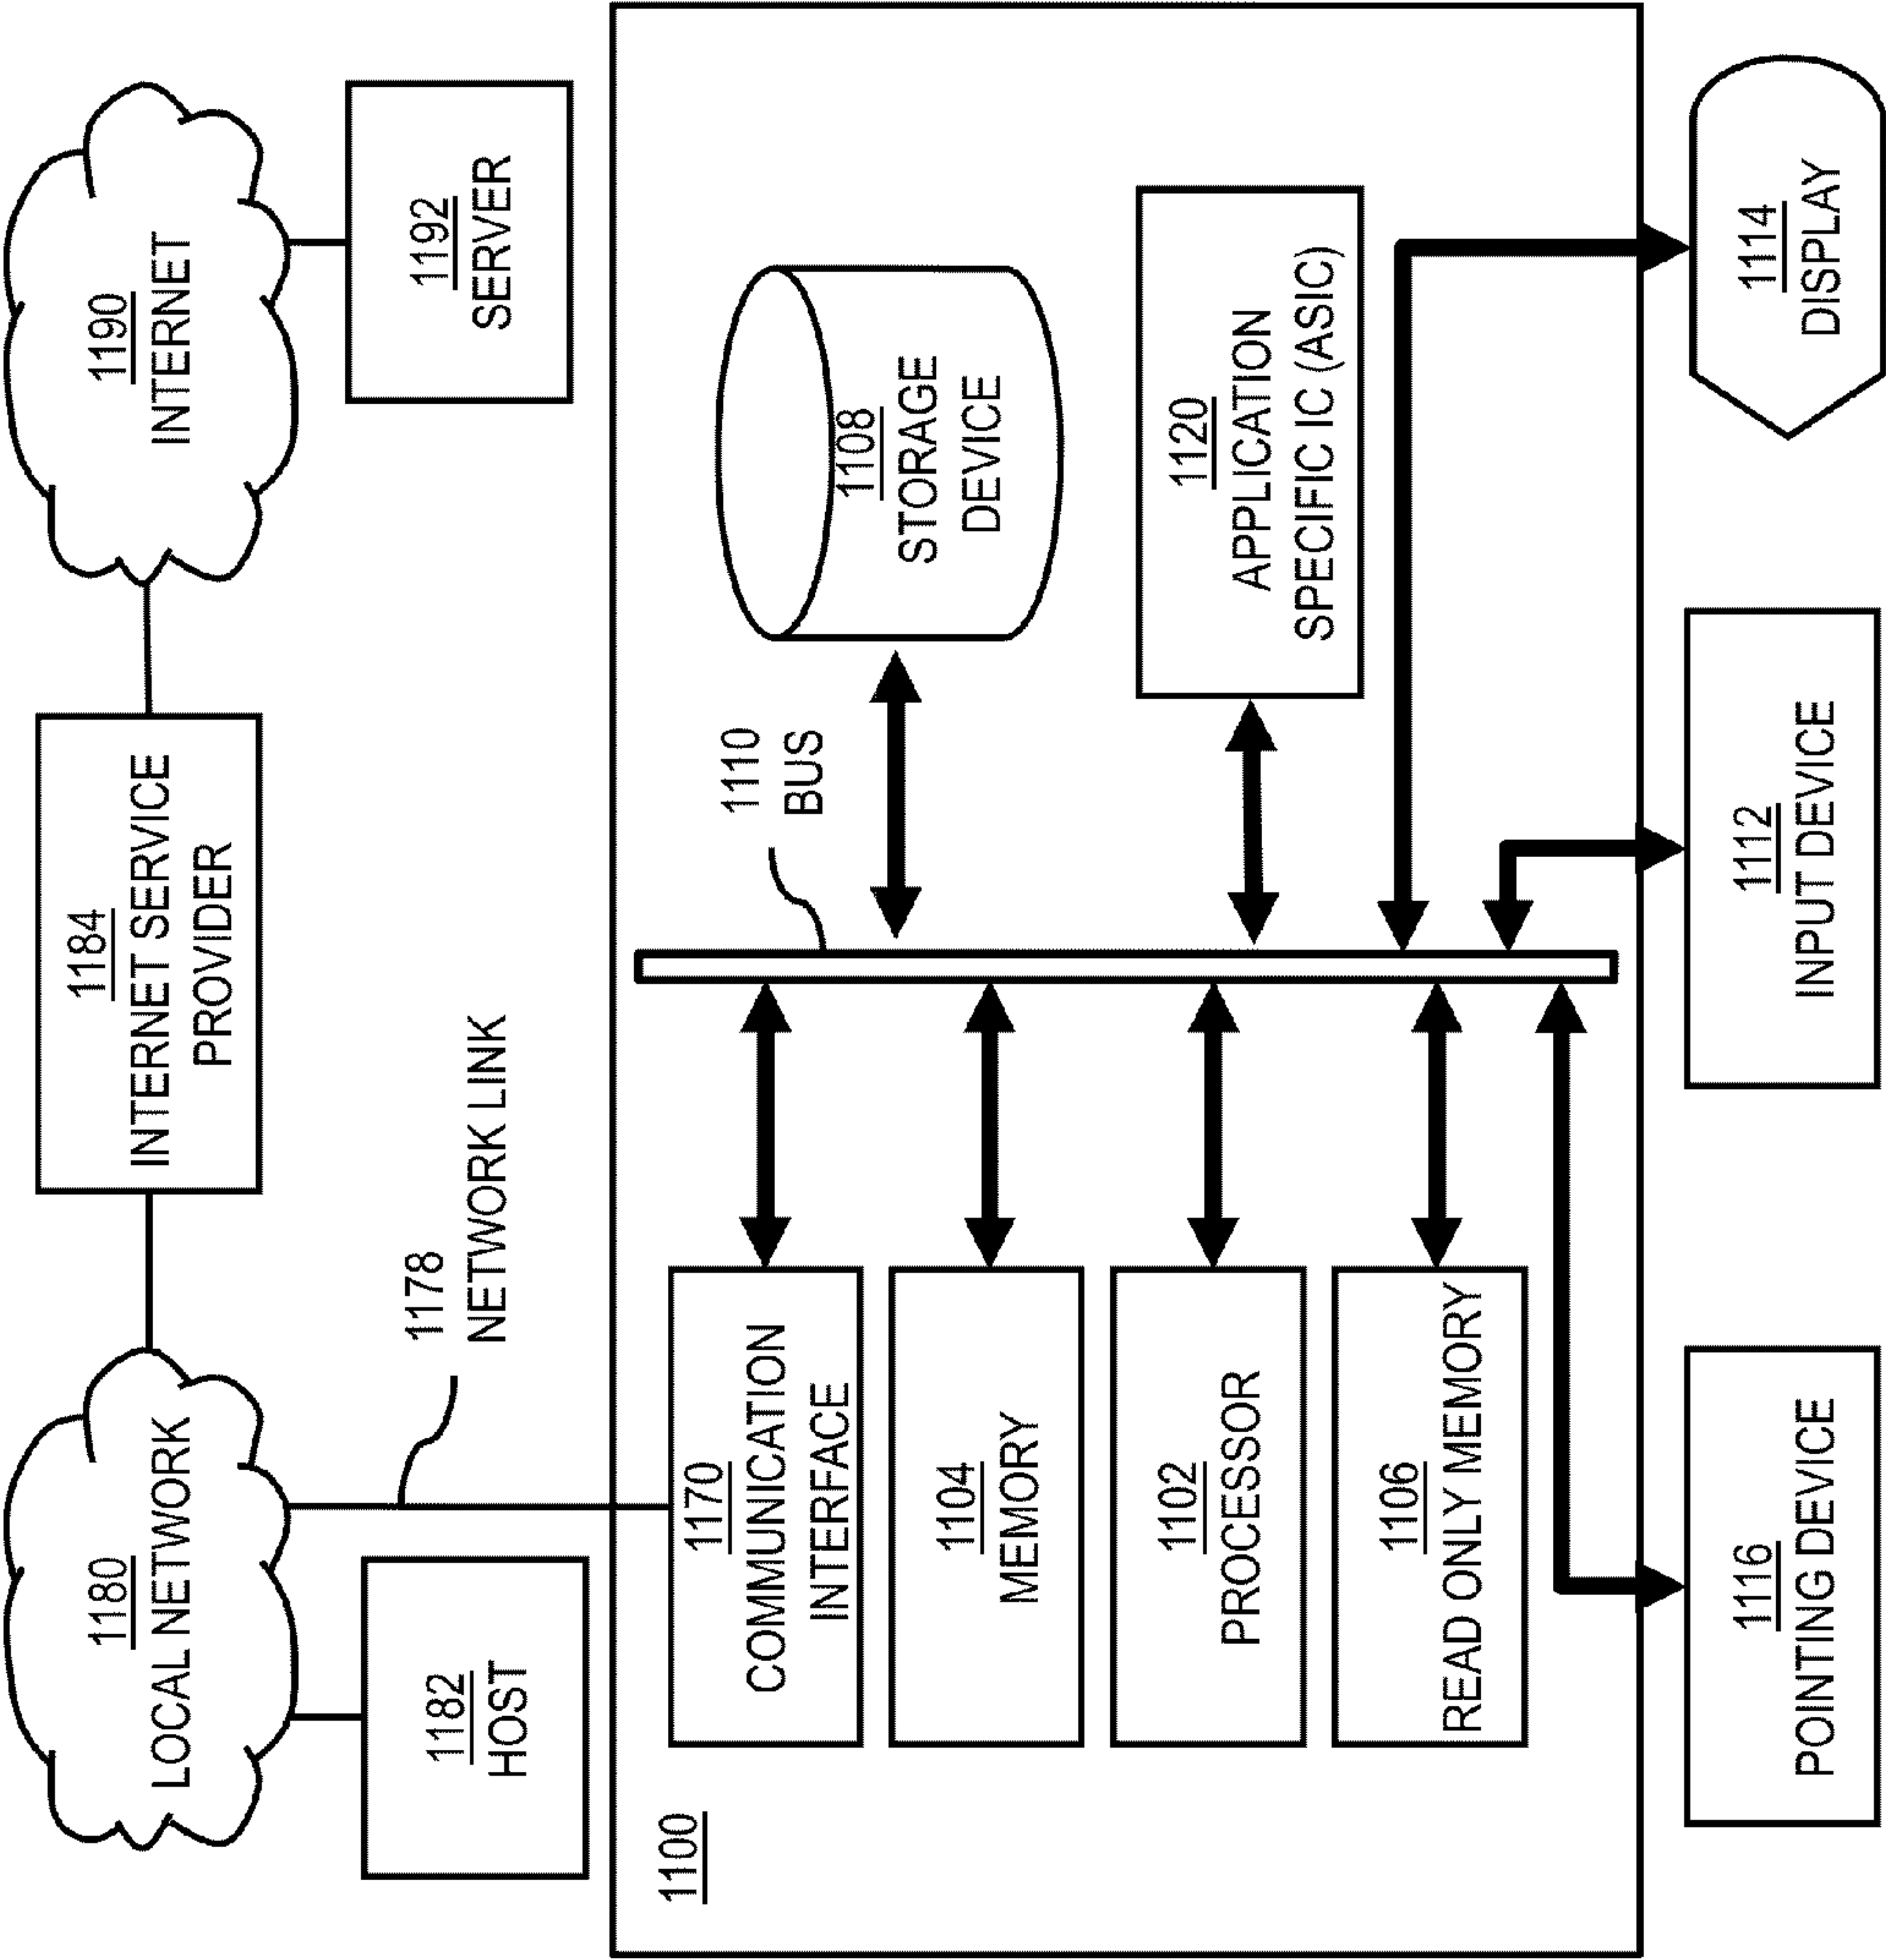 1180
LOCAL NETWORK
1184
INTERNET SERVICE
PROVIDER
1190
INTERNET
1182
HOST
1178
NETWORK LINK
1192
SERVER
1100
1170
COMMUNICATION
INTERFACE
1110
BUS
1108
STORAGE
DEVICE
1104
MEMORY
1102
PROCESSOR
1120
APPLICATION
SPECIFIC IC (ASIC)
1106
READ ONLY MEMORY
1116
POINTING DEVICE
1112
INPUT DEVICE
1114
DISPLAY